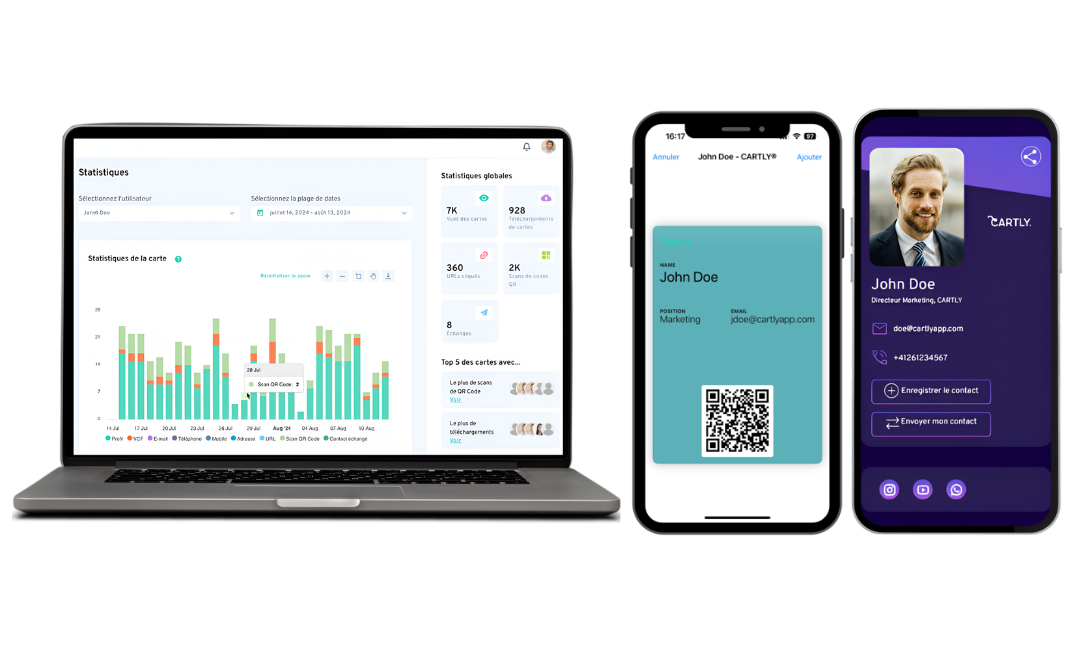 Statistiques
Sélectionnez l'utilisateur
Juriet Doe
Sélectionnez la plage de dates
juillet 14, 2024 - août 13, 2024
Statistiques de la carte
?
Réinitialiser le zoom
28 Jul
Scan QR Code: 2
14
7
0
14 Jul
17 Jul
20 Jul
23 Jul
26 Jul
29 Jul
Aug '24
04 Aug
07 Aug
10 Aug
Profil
VCF
E-mail
Téléphone
Mobile
Adresse
URL
Scan QR Code
Contact échangé
Statistiques globales
7K
Vues des cartes
928
Téléchargements
de cartes
360
URLs cliqués
2K
Scans de cartes
QR
8
Échanges
Top 5 des cartes avec...
Le plus de scans
de QR Code
Voir
Le plus de
téléchargements
Voir
16:17
97
Annuler
John Doe - CARTLY®
Ajouter
NAME
John Doe
POSITION
Marketing
EMAIL
jdoe@cartlyapp.com
CARTLY.
John Doe
Directeur Marketing, CARTLY
doe@cartlyapp.com
+41261234567
Enregistrer le contact
Envoyer mon contact